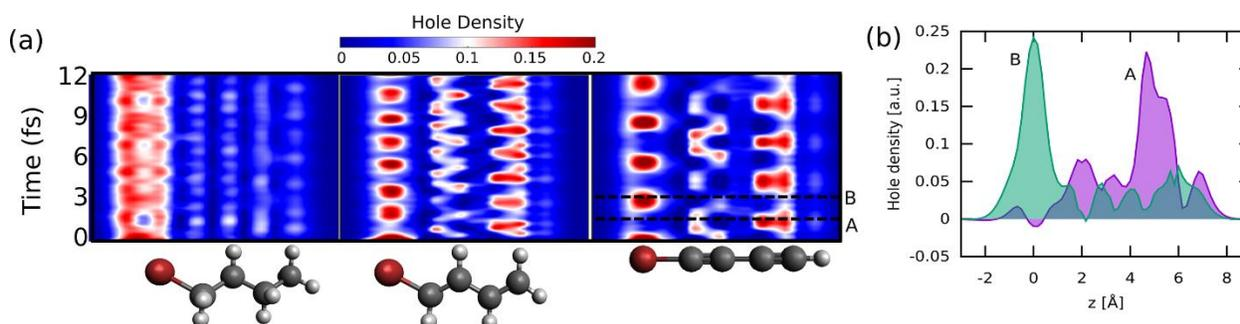 (a)
Hole Density
0 0.05 0.1 0.15 0.2
Time (fs)
12
9
6
3
0
B
A
(b)
Hole density [a.u.]
0.25
0.2
0.15
0.1
0.05
0
-0.05
B
A
-2 0 2 4 6 8
z [Å]